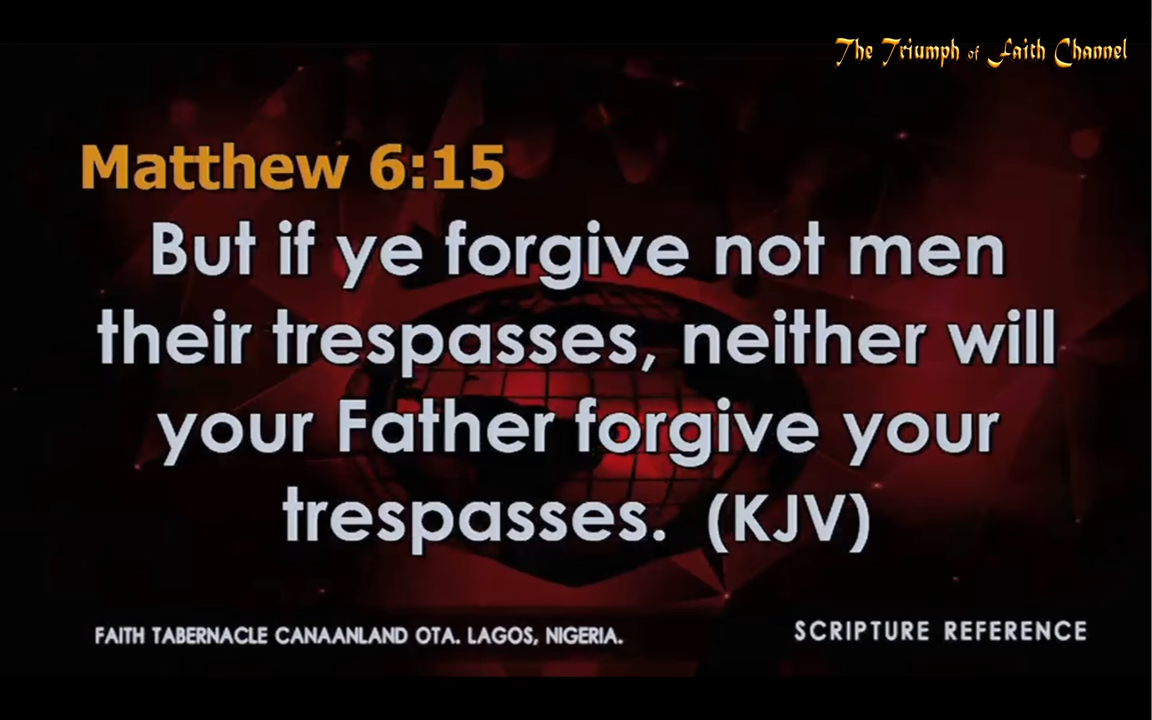 The Triumph of Faith Channel
Matthew 6:15
But if ye forgive not men
their trespasses, neither will
your Father forgive your
trespasses. (KJV)
FAITH TABERNACLE CANAANLAND OTA. LAGOS, NIGERIA.
SCRIPTURE REFERENCE